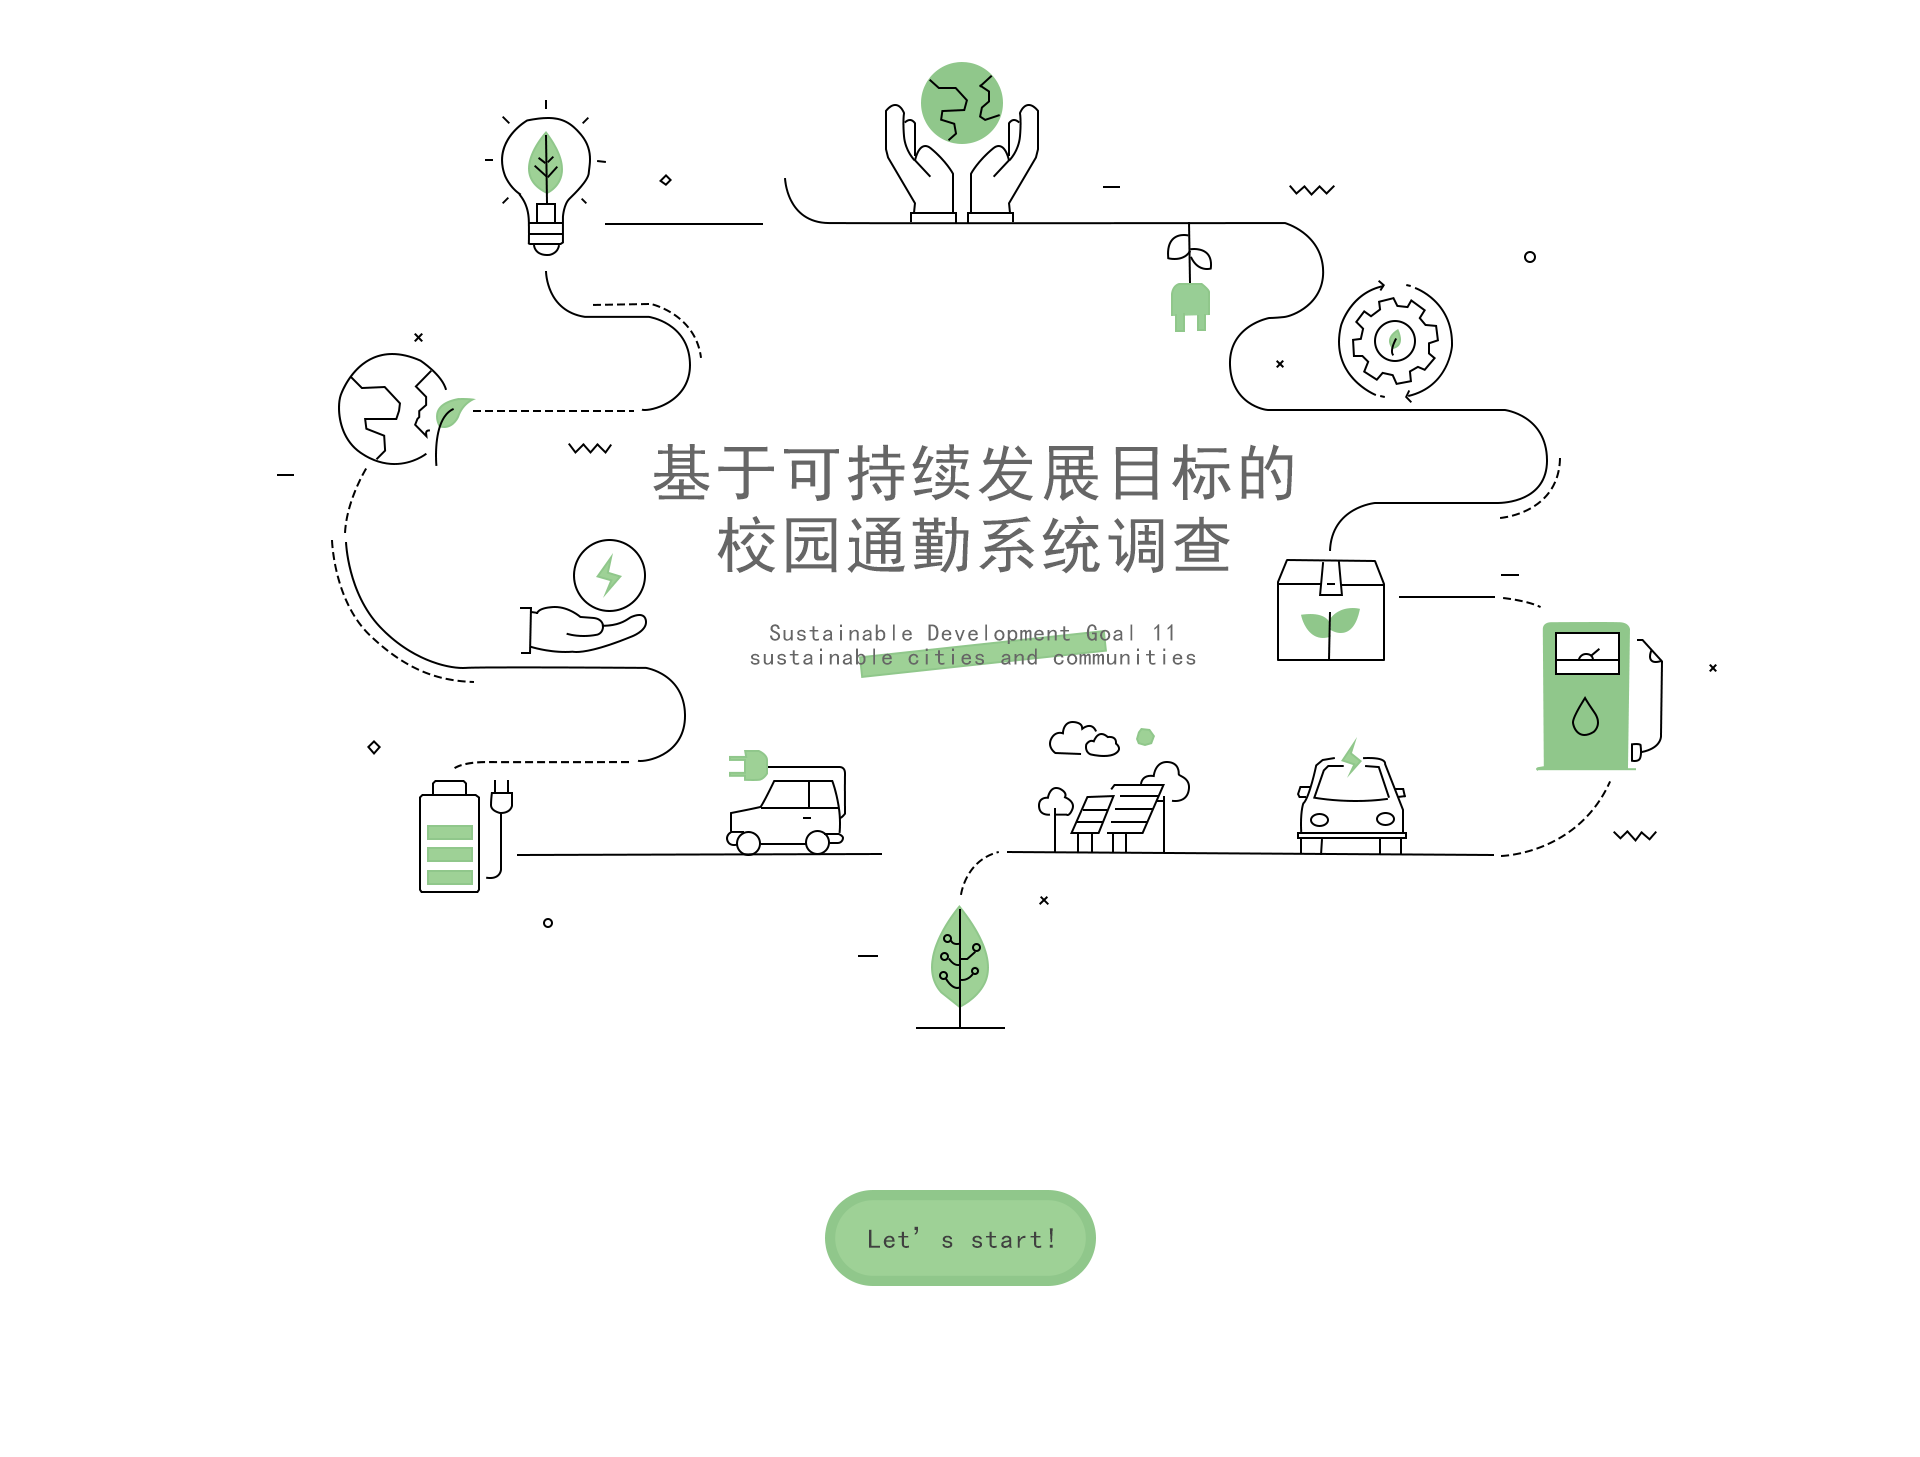 基于可持续发展目标的
校园通勤系统调查
Sustainable Development Goal 11
sustainable cities and communities
Let’s start!